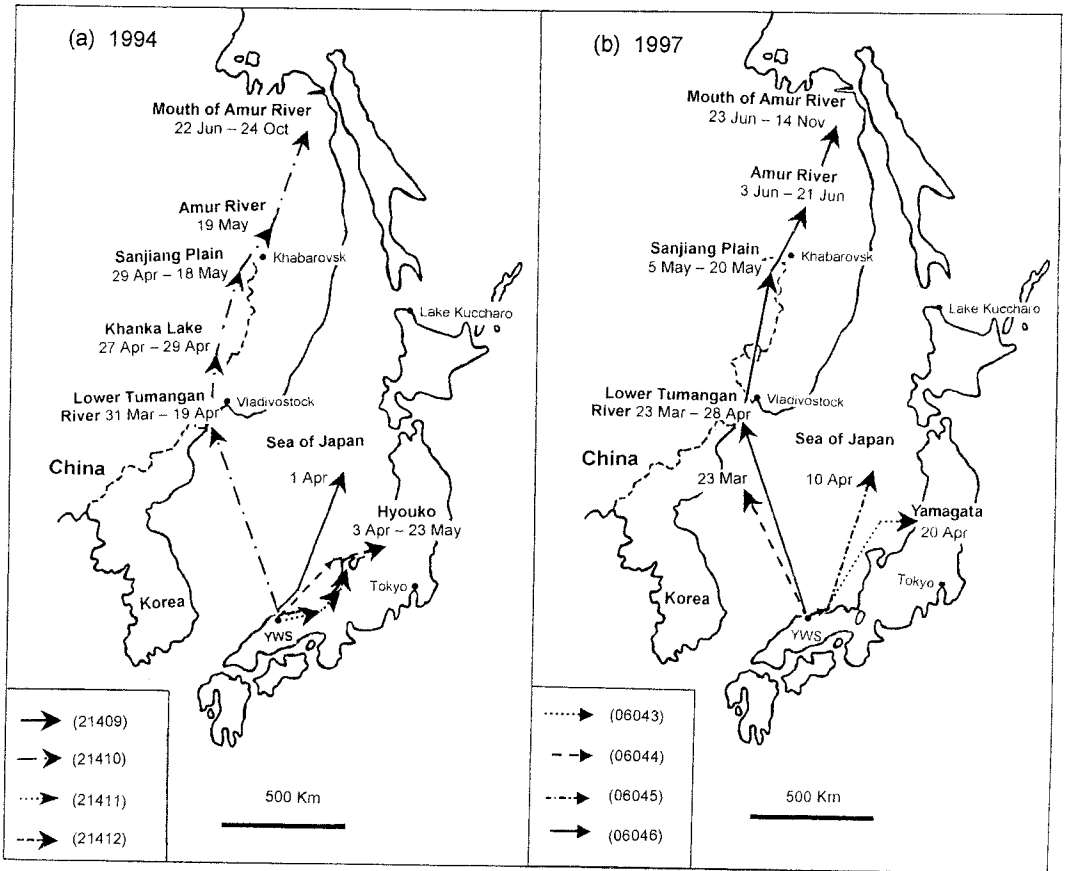 (a) 1994
Mouth of Amur River
22 Jun – 24 Oct
Amur River
19 May
Sanjiang Plain
29 Apr – 18 May
Khabarovsk
Lake Kuccharo
Khanka Lake
27 Apr – 29 Apr
Lower Tumangan
River 31 Mar – 19 Apr
Vladivostock
Sea of Japan
China
1 Apr
Hyouko
3 Apr – 23 May
Tokyo
Korea
YWS
(21409)
(21410)
(21411)
(21412)
500 Km
(b) 1997
Mouth of Amur River
23 Jun – 14 Nov
Amur River
3 Jun – 21 Jun
Sanjiang Plain
5 May – 20 May
Khabarovsk
Lake Kuccharo
Lower Tumangan
River 23 Mar – 28 Apr
Vladivostock
Sea of Japan
China
23 Mar
10 Apr
Yamagata
20 Apr
Tokyo
Korea
YWS
(06043)
(06044)
(06045)
(06046)
500 Km